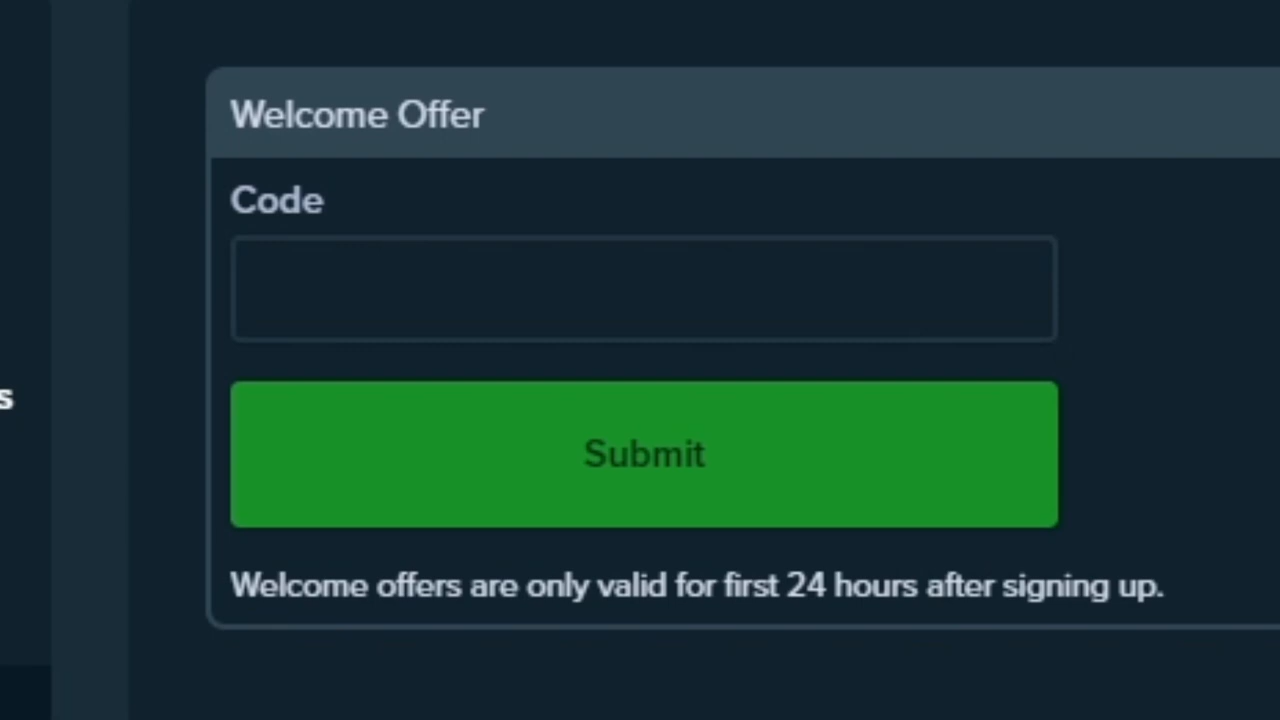 Welcome Offer
Code
s
Submit
Welcome offers are only valid for first 24 hours after signing up.